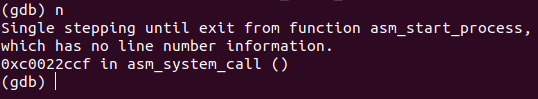 (gdb) n
Single stepping until exit from function asm_start_process,
which has no line number information.
0xc0022ccf in asm_system_call ()
(gdb)